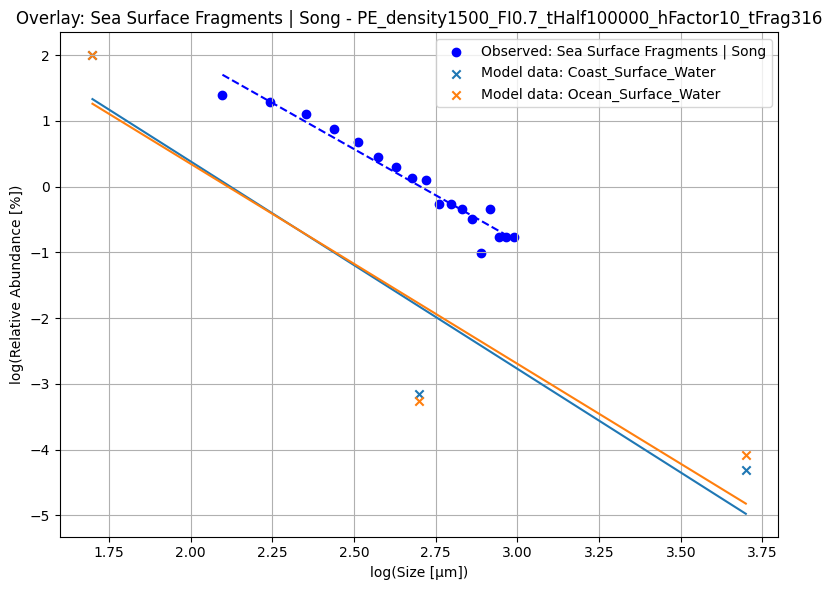 Overlay: Sea Surface Fragments | Song - PE_density1500_FI0.7_tHalf100000_hFactor10_tFrag316
Observed: Sea Surface Fragments | Song
Model data: Coast_Surface_Water
Model data: Ocean_Surface_Water
log(Relative Abundance [%])
2
1
0
−1
−2
−3
−4
−5
1.75 2.00 2.25 2.50 2.75 3.00 3.25 3.50 3.75
log(Size [μm])